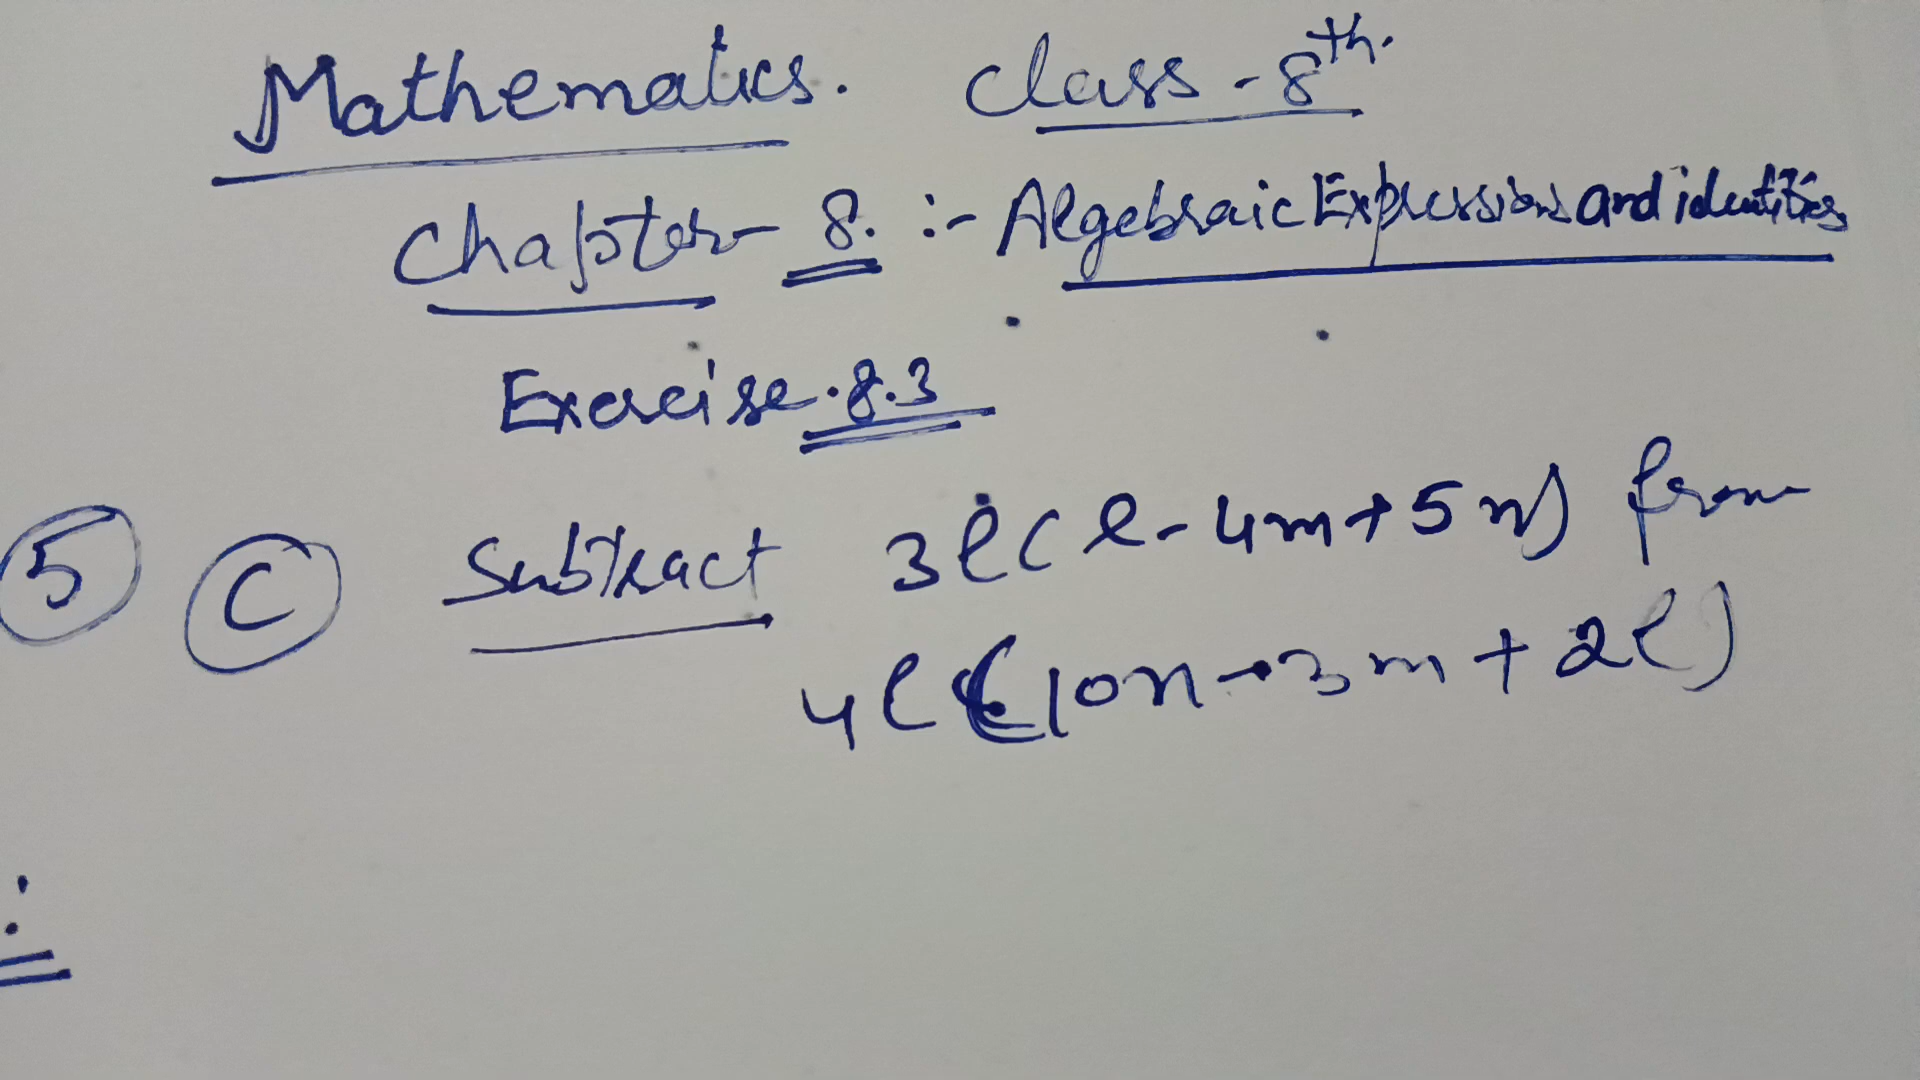 Mathematics. Class - 8th.
Chapter - 8. :- Algebraic Expressions and identities
Exercise. 8.3
5 C Subtract 3l(l - 4m + 5n) from
4l(10n - 3m + 2l)
: